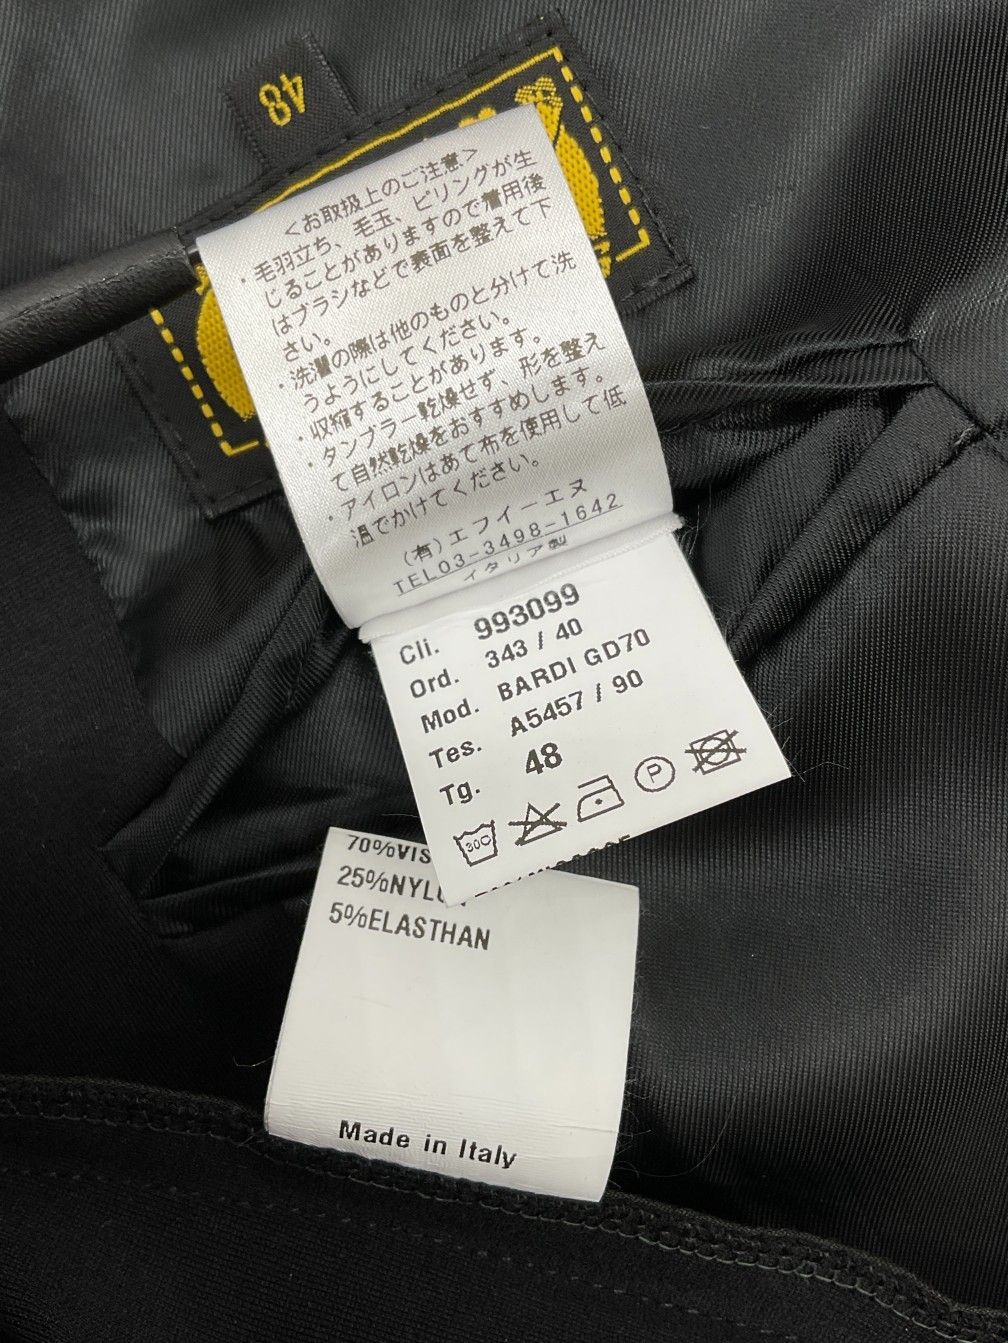 48
<お取扱上のご注意>
・毛羽立ち、毛玉、ピリングが生
じることがありますので着用後
はブラシなどで表面を整えて下
さい。
・洗濯の際は他のものと分けて洗
うようにしてください。
・収縮することがあります。
・タンブラー乾燥せず、形を整え
て自然乾燥をおすすめします。
・アイロンはあて布を使用して低
温でかけてください。
(有)エフイーエヌ
TEL03-3498-1642
イタリア製
Cli. 993099
Ord. 343 / 40
Mod. BARDI GD70
Tes. A5457 / 90
Tg. 48
30C P
70%VIS
25%NYLO
5%ELASTHAN
Made in Italy